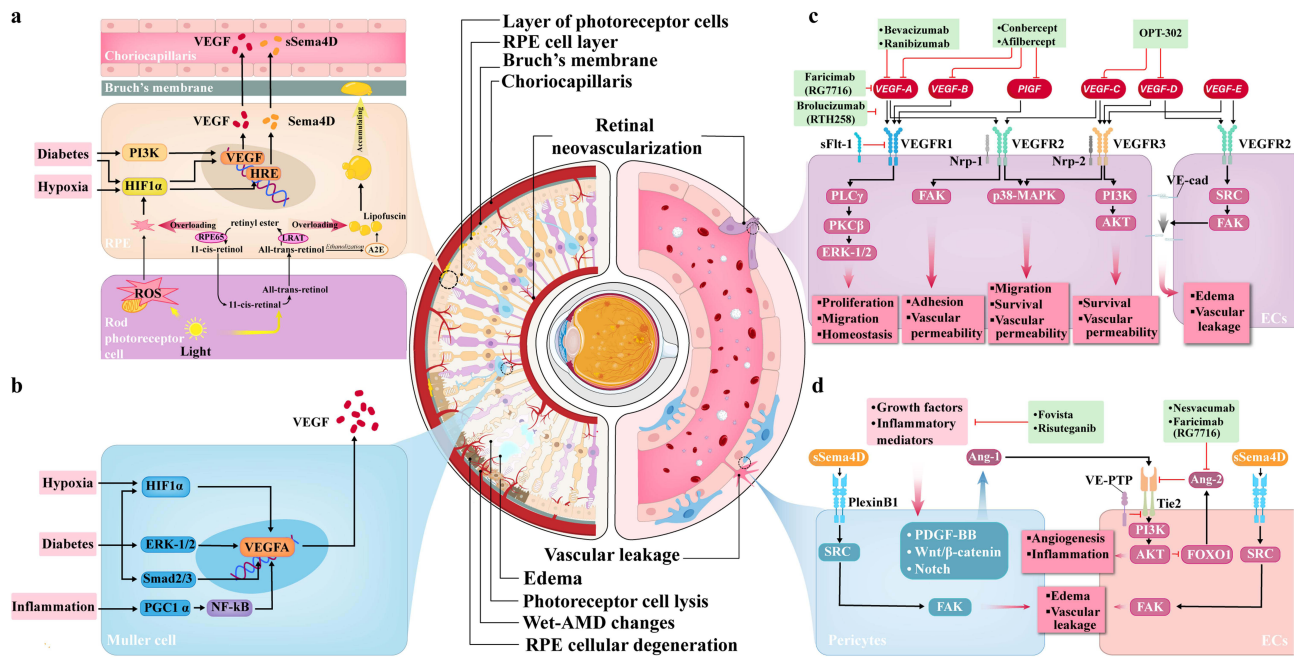 a
VEGF
sSema4D
Choriocapillaris
Bruch's membrane
VEGF
Sema4D
Accumulating
Diabetes
PI3K
VEGF
HRE
Hypoxia
HIF1α
Lipofuscin
Overloading
retinyl ester
Overloading
RPE65
LRAT
RPE
11-cis-retinol
All-trans-retinol
Ethanolization
A2E
All-trans-retinol
11-cis-retinal
ROS
Rod
photoreceptor
cell
Light
b
VEGF
Hypoxia
HIF1α
Diabetes
ERK-1/2
VEGFA
Smad2/3
Inflammation
PGC1 α
NF-kB
Muller cell
Layer of photoreceptor cells
RPE cell layer
Bruch's membrane
Choriocapillaris
Retinal
neovascularization
Vascular leakage
Edema
Photoreceptor cell lysis
Wet-AMD changes
RPE cellular degeneration
c
▪Bevacizumab
▪Ranibizumab
▪Conbercept
▪Afilbercept
OPT-302
Faricimab
(RG7716)
VEGF-A
VEGF-B
PIGF
VEGF-C
VEGF-D
VEGF-E
Brolucizumab
(RTH258)
sFlt-1
VEGFR1
Nrp-1
VEGFR2
Nrp-2
VEGFR3
VEGFR2
VE-cad
PLCγ
FAK
p38-MAPK
PI3K
SRC
PKCβ
AKT
FAK
ERK-1/2
▪Proliferation
▪Migration
▪Homeostasis
▪Adhesion
▪Vascular
permeability
▪Migration
▪Survival
▪Vascular
permeability
▪Survival
▪Vascular
permeability
▪Edema
▪Vascular
leakage
ECs
d
▪Growth factors
▪Inflammatory
mediators
▪Fovista
▪Risuteganib
▪Nesvacumab
▪Faricimab
(RG7716)
sSema4D
Ang-1
Ang-2
sSema4D
VE-PTP
PlexinB1
Tie2
PI3K
SRC
▪PDGF-BB
▪Wnt/β-catenin
▪Notch
▪Angiogenesis
▪Inflammation
AKT
FOXO1
SRC
FAK
▪Edema
▪Vascular
leakage
FAK
Pericytes
ECs